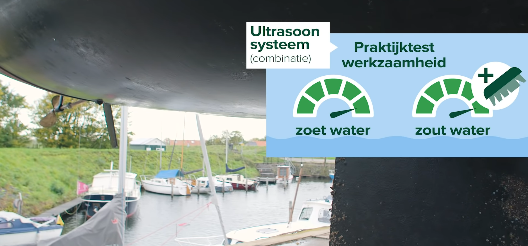 Ultrasoon
systeem
(combinatie)
Praktijktest
werkzaamheid
zoet water
zout water